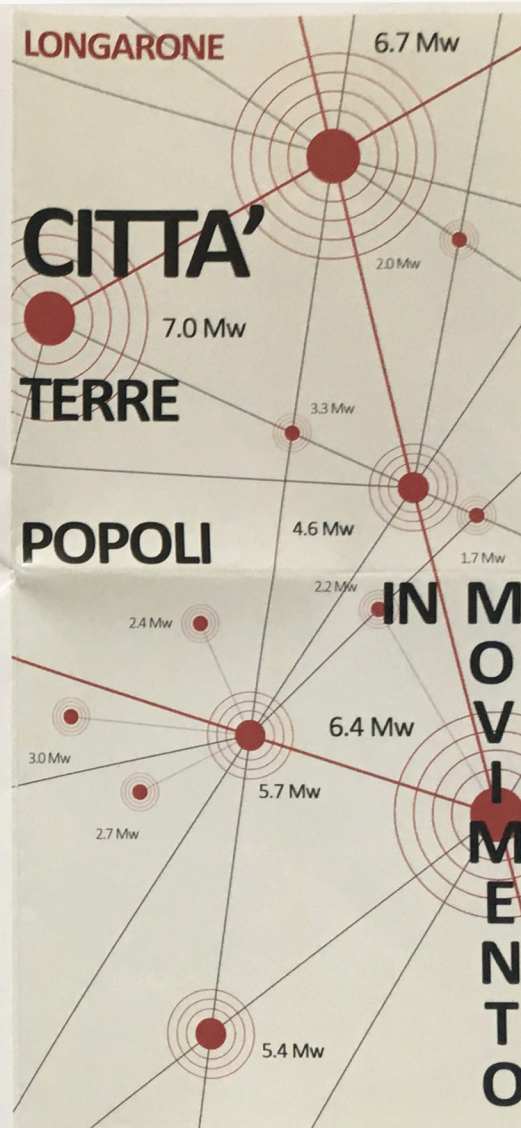 LONGARONE
6.7 Mw
CITTA'
2.0 Mw
7.0 Mw
TERRE
3.3 Mw
4.6 Mw
POPOLI
1.7 Mw
2.2 Mw
IN MOVIMENTO
2.4 Mw
6.4 Mw
3.0 Mw
5.7 Mw
2.7 Mw
5.4 Mw